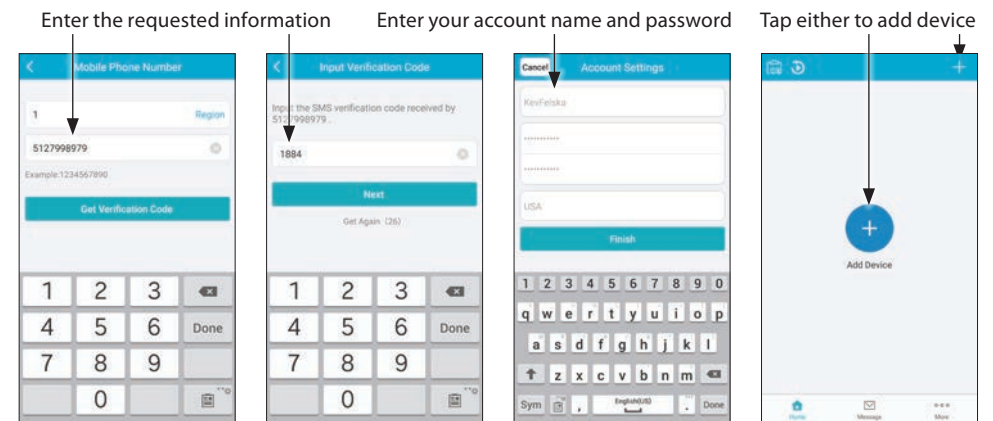 Enter the requested information
Enter your account name and password
Tap either to add device
Mobile Phone Number
1 Region
5127998979
Example:1234567890
Get Verification Code
1 2 3
4 5 6 Done
7 8 9
0
Input Verification Code
Input the SMS verification code received by
5127998979 .
1884
Next
Get Again (26)
1 2 3
4 5 6 Done
7 8 9
0
Cancel Account Settings
KevFelska
USA
Finish
1 2 3 4 5 6 7 8 9 0
q w e r t y u i o p
a s d f g h j k l
z x c v b n m
Sym , English(US) . Done
Add Device
Home Message More